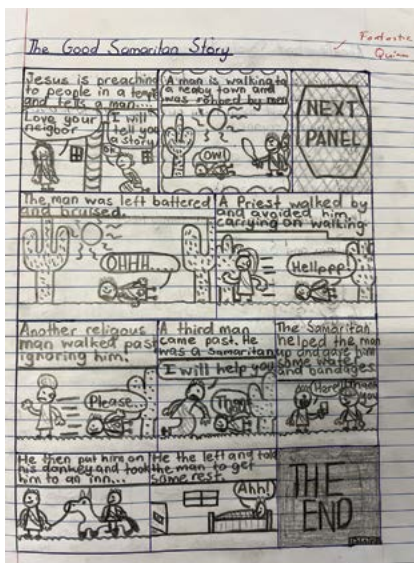 The Good Samaritan Story
Fantastic
Quinn
Jesus is preaching
to people in a
and tells a man...
Love your
neigbor
I will
tell you
a story
A man is walking to
a nearby town and
was robbed by men
Ow!
NEXT
PANEL
The man was left battered
and bruised.
OHHH...
A Priest walked by
and avoided him,
carrying on walking
Hellppp!
Another religous
man walked past
ignoring him!
Please
A third man
came past. He
was a Samaritan
I will help you
Thank
The Samaritan
helped the man
up and gave him
some water
and bandages
Here!
Thank
you
He then put him on
his donkey and took
him to an inn...
He the left and told
the man to get
some rest.
Ahh!
THE
END